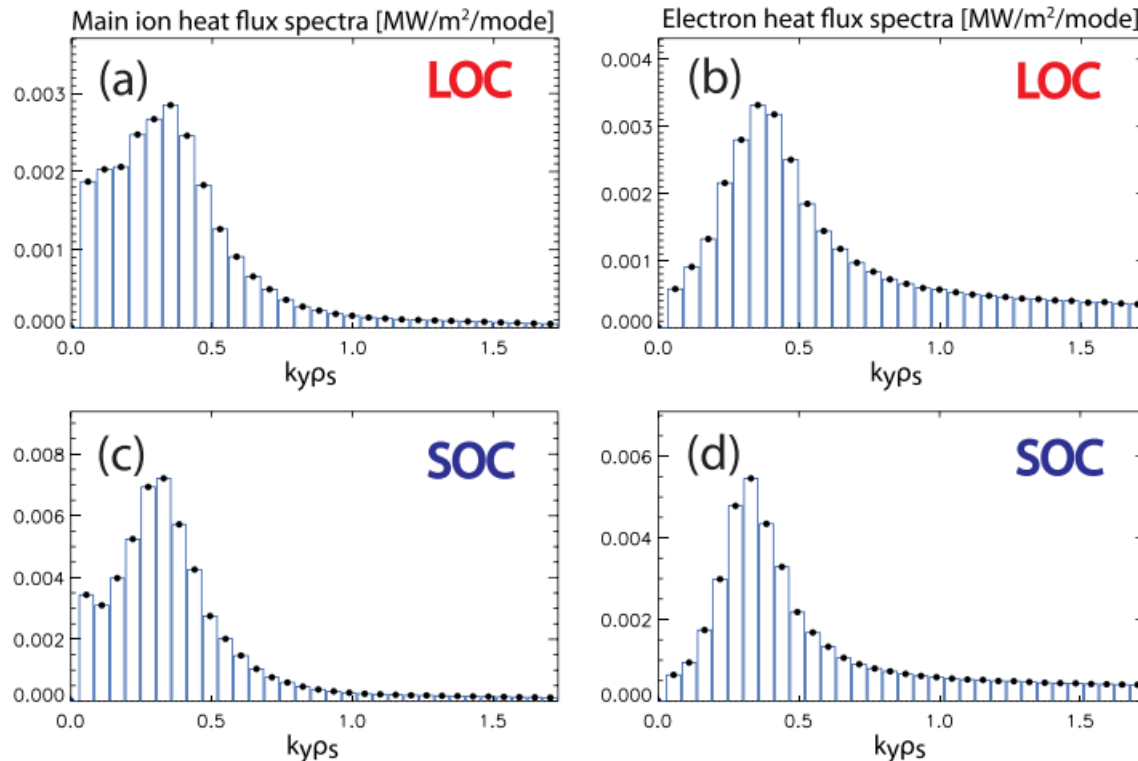 Main ion heat flux spectra [MW/m²/mode]
Electron heat flux spectra [MW/m²/mode]
(a)
LOC
0.003
0.002
0.001
0.000
0.0 0.5 1.0 1.5
kyρs
(b)
LOC
0.004
0.003
0.002
0.001
0.000
0.0 0.5 1.0 1.5
kyρs
(c)
SOC
0.008
0.006
0.004
0.002
0.000
0.0 0.5 1.0 1.5
kyρs
(d)
SOC
0.006
0.004
0.002
0.000
0.0 0.5 1.0 1.5
kyρs